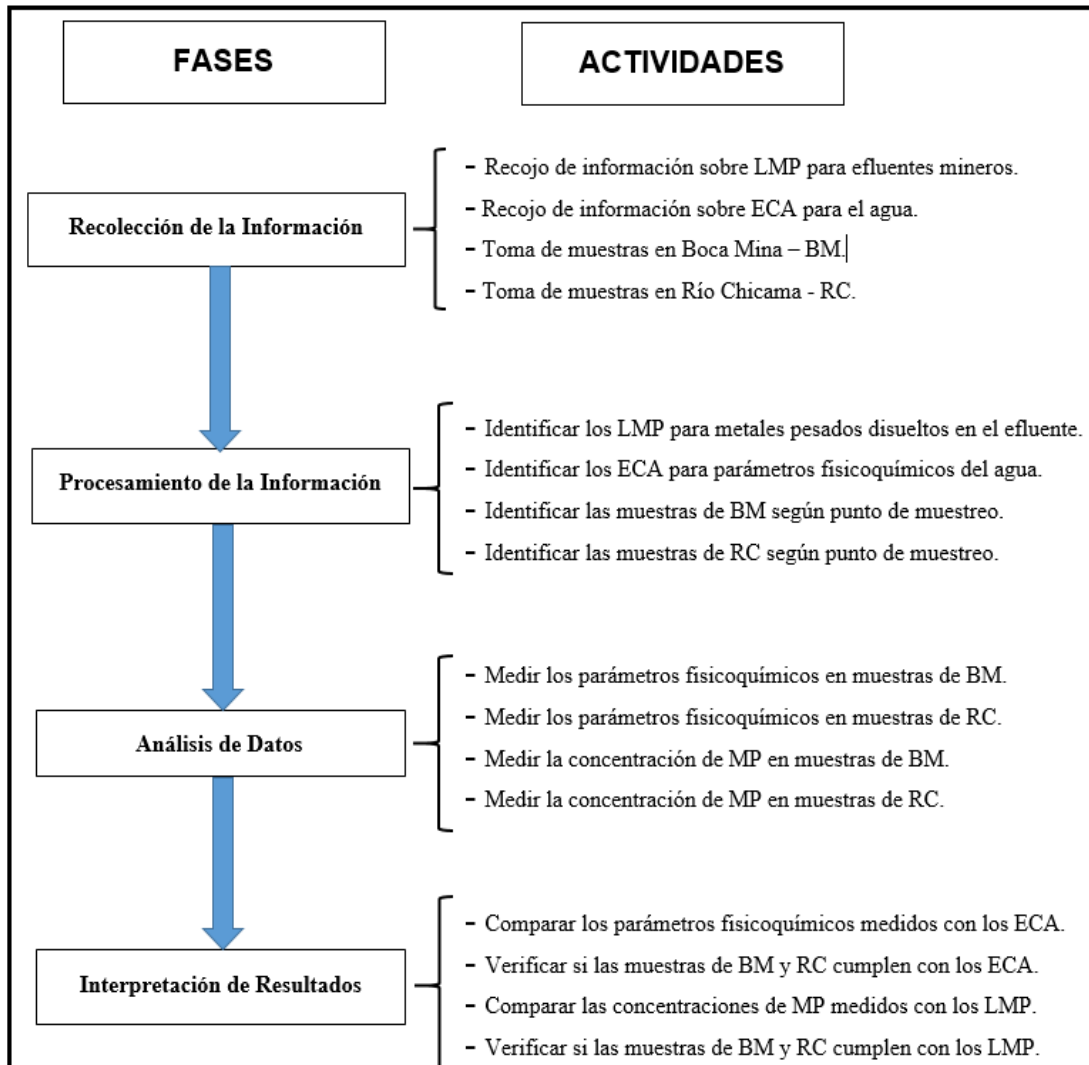 FASES
ACTIVIDADES
Recolección de la Información
- Recojo de información sobre LMP para efluentes mineros.
- Recojo de información sobre ECA para el agua.
- Toma de muestras en Boca Mina – BM.
- Toma de muestras en Río Chicama - RC.
Procesamiento de la Información
- Identificar los LMP para metales pesados disueltos en el efluente.
- Identificar los ECA para parámetros fisicoquímicos del agua.
- Identificar las muestras de BM según punto de muestreo.
- Identificar las muestras de RC según punto de muestreo.
Análisis de Datos
- Medir los parámetros fisicoquímicos en muestras de BM.
- Medir los parámetros fisicoquímicos en muestras de RC.
- Medir la concentración de MP en muestras de BM.
- Medir la concentración de MP en muestras de RC.
Interpretación de Resultados
- Comparar los parámetros fisicoquímicos medidos con los ECA.
- Verificar si las muestras de BM y RC cumplen con los ECA.
- Comparar las concentraciones de MP medidos con los LMP.
- Verificar si las muestras de BM y RC cumplen con los LMP.